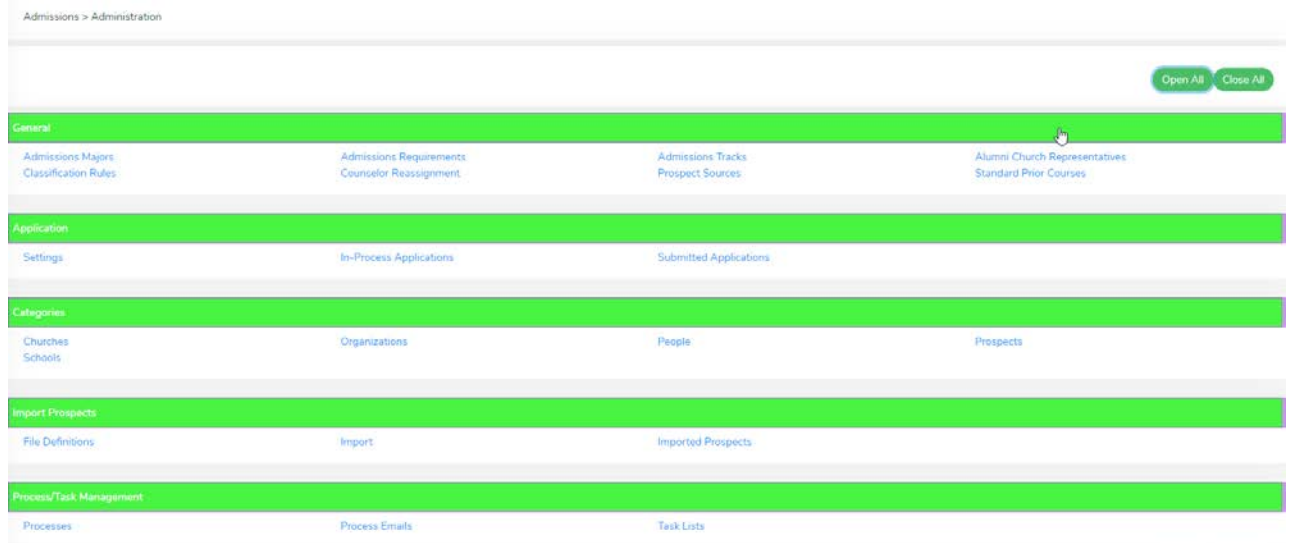 Admissions > Administration
Open All Close All
General
Admissions Majors Admissions Requirements Admissions Tracks Alumni Church Representatives
Classification Rules Counselor Reassignment Prospect Sources Standard Prior Courses
Application
Settings In-Process Applications Submitted Applications
Categories
Churches Organizations People Prospects
Schools
Import Prospects
File Definitions Import Imported Prospects
Process/Task Management
Processes Process Emails Task Lists